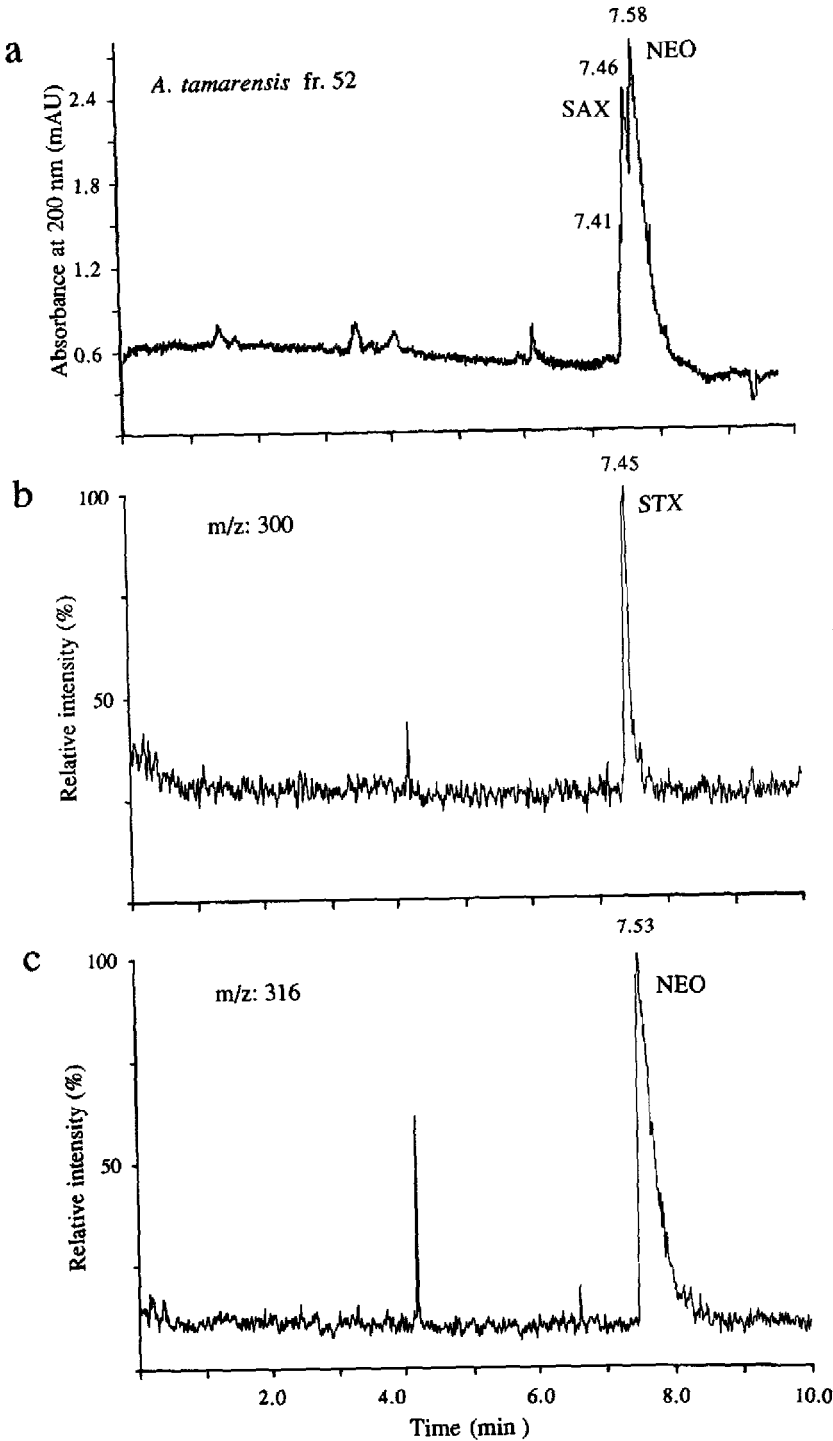 7.58
a
NEO
7.46
A. tamarensis fr. 52
2.4
SAX
1.8
7.41
1.2
0.6
Absorbance at 200 nm (mAU)
7.45
b
100
STX
m/z: 300
50
Relative intensity (%)
7.53
c
100
NEO
m/z: 316
50
Relative intensity (%)
2.0 4.0 6.0 8.0 10.0
Time (min )